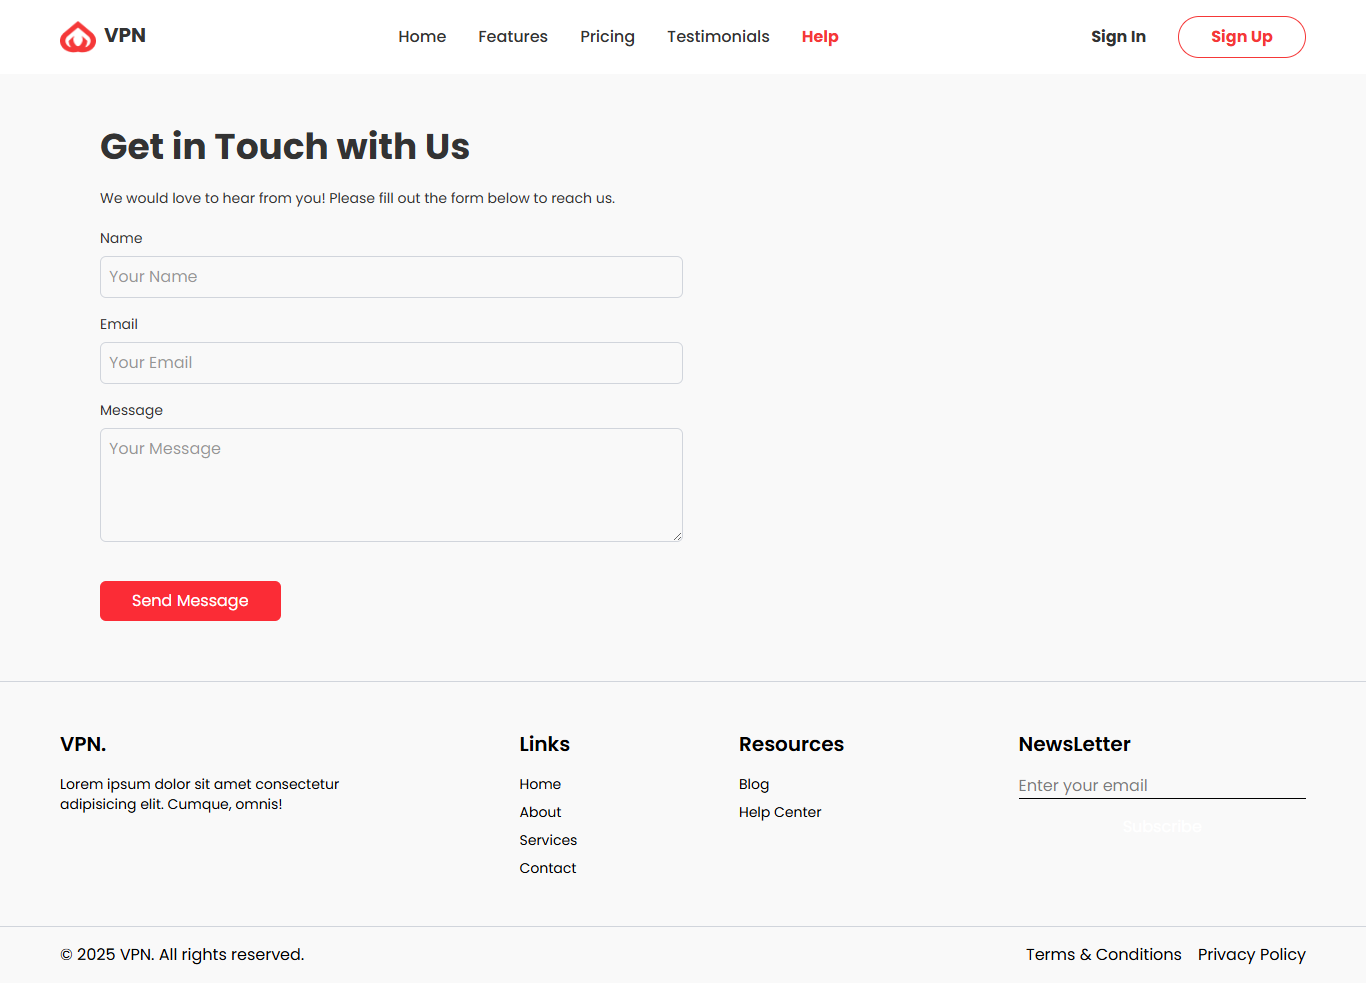 VPN
Home Features Pricing Testimonials Help
Sign In Sign Up
Get in Touch with Us
We would love to hear from you! Please fill out the form below to reach us.
Name
Your Name
Email
Your Email
Message
Your Message
Send Message
VPN.
Lorem ipsum dolor sit amet consectetur
adipisicing elit. Cumque, omnis!
Links
Home
About
Services
Contact
Resources
Blog
Help Center
NewsLetter
Enter your email
Subscribe
© 2025 VPN. All rights reserved.
Terms & Conditions Privacy Policy